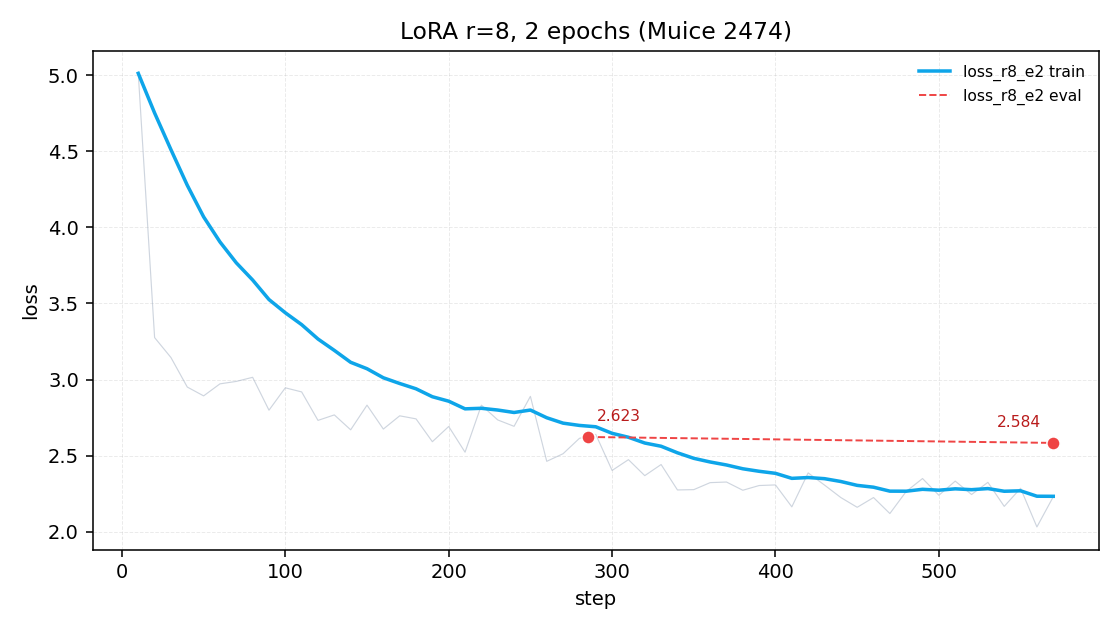 LoRA r=8, 2 epochs (Muice 2474)
loss_r8_e2 train
loss_r8_e2 eval
5.0
4.5
4.0
3.5
3.0
2.5
2.0
loss
2.623
2.584
0 100 200 300 400 500
step